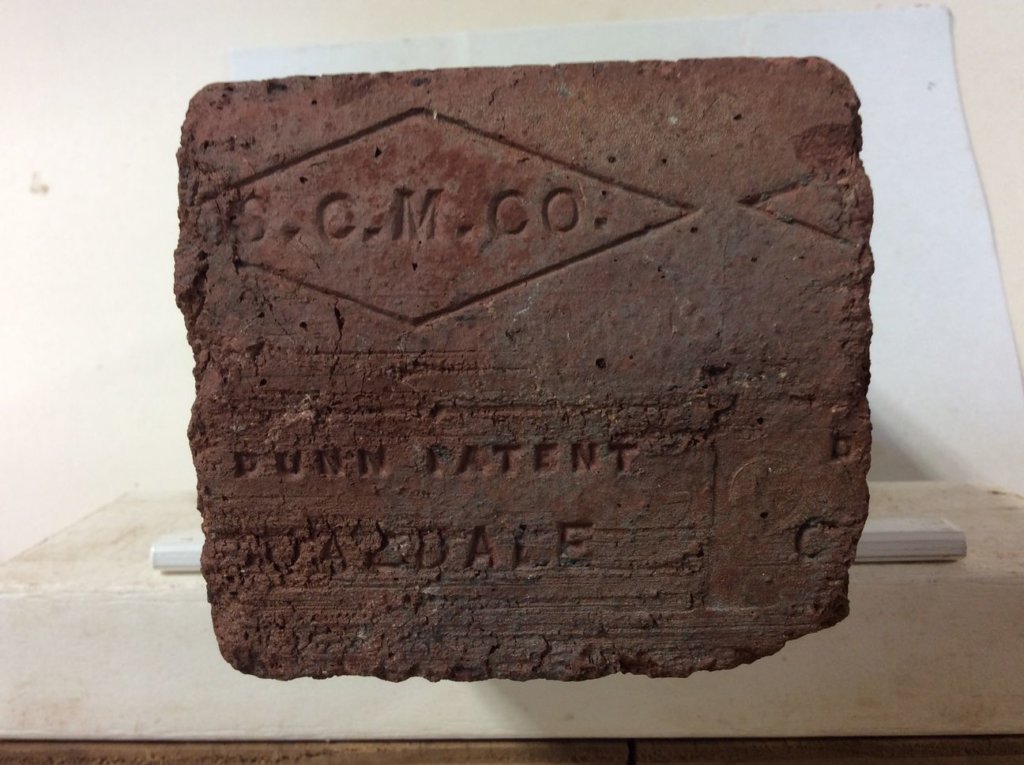 S.C.M.CO.
DUNN PATENT D
C